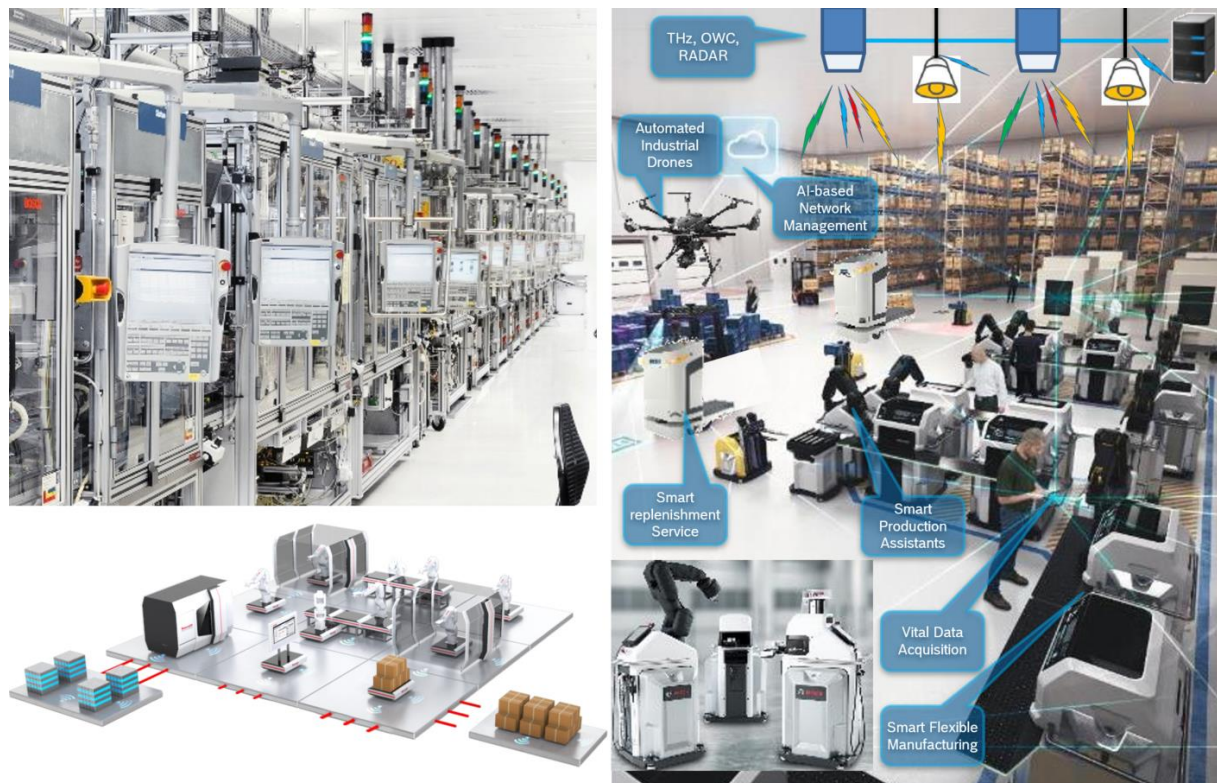 THz, OWC,
RADAR
Automated
Industrial
Drones
AI-based
Network
Management
Smart
replenishment
Service
Smart
Production
Assistants
Vital Data
Acquisition
Smart Flexible
Manufacturing
BOSCH